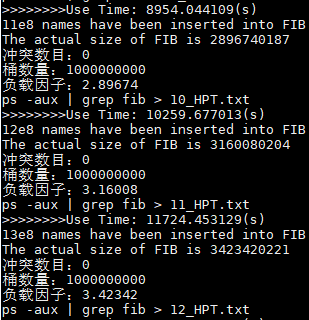 >>>>>>>>Use Time: 8954.044109(s)
11e8 names have been inserted into FIB
The actual size of FIB is 2896740187
冲突数目：0
桶数量：1000000000
负载因子：2.89674
ps -aux | grep fib > 10_HPT.txt
>>>>>>>>Use Time: 10259.677013(s)
12e8 names have been inserted into FIB
The actual size of FIB is 3160080204
冲突数目：0
桶数量：1000000000
负载因子：3.16008
ps -aux | grep fib > 11_HPT.txt
>>>>>>>>Use Time: 11724.453129(s)
13e8 names have been inserted into FIB
The actual size of FIB is 3423420221
冲突数目：0
桶数量：1000000000
负载因子：3.42342
ps -aux | grep fib > 12_HPT.txt